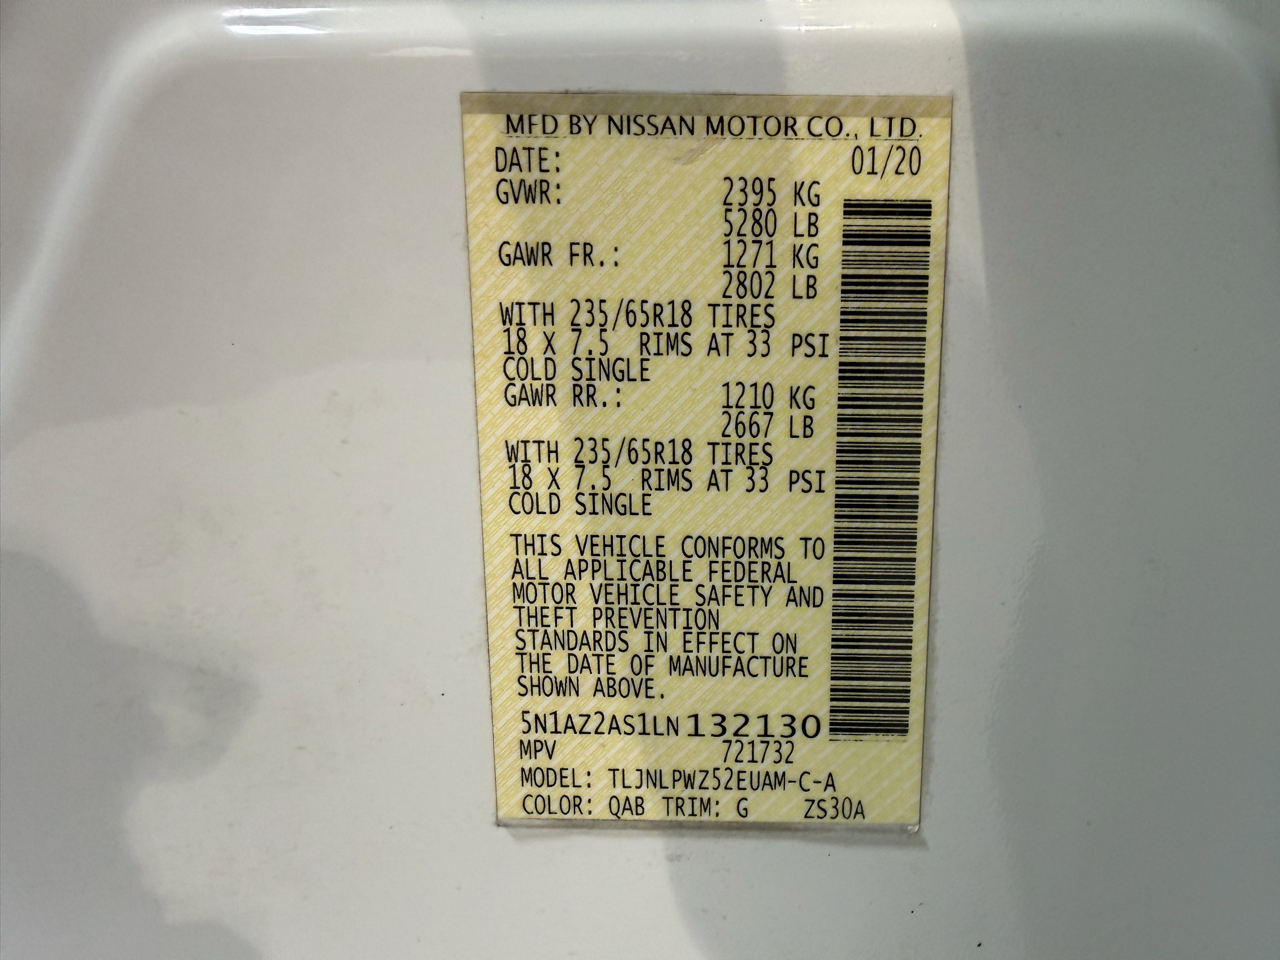 MFD BY NISSAN MOTOR CO., LTD.
DATE: 01/20
GVWR: 2395 KG
5280 LB
GAWR FR.: 1271 KG
2802 LB
WITH 235/65R18 TIRES
18 X 7.5 RIMS AT 33 PSI
COLD SINGLE
GAWR RR.: 1210 KG
2667 LB
WITH 235/65R18 TIRES
18 X 7.5 RIMS AT 33 PSI
COLD SINGLE
THIS VEHICLE CONFORMS TO
ALL APPLICABLE FEDERAL
MOTOR VEHICLE SAFETY AND
THEFT PREVENTION
STANDARDS IN EFFECT ON
THE DATE OF MANUFACTURE
SHOWN ABOVE.
5N1AZ2AS1LN132130
MPV 721732
MODEL: TLJNLPWZ52EUAM-C-A
COLOR: QAB TRIM: G ZS30A